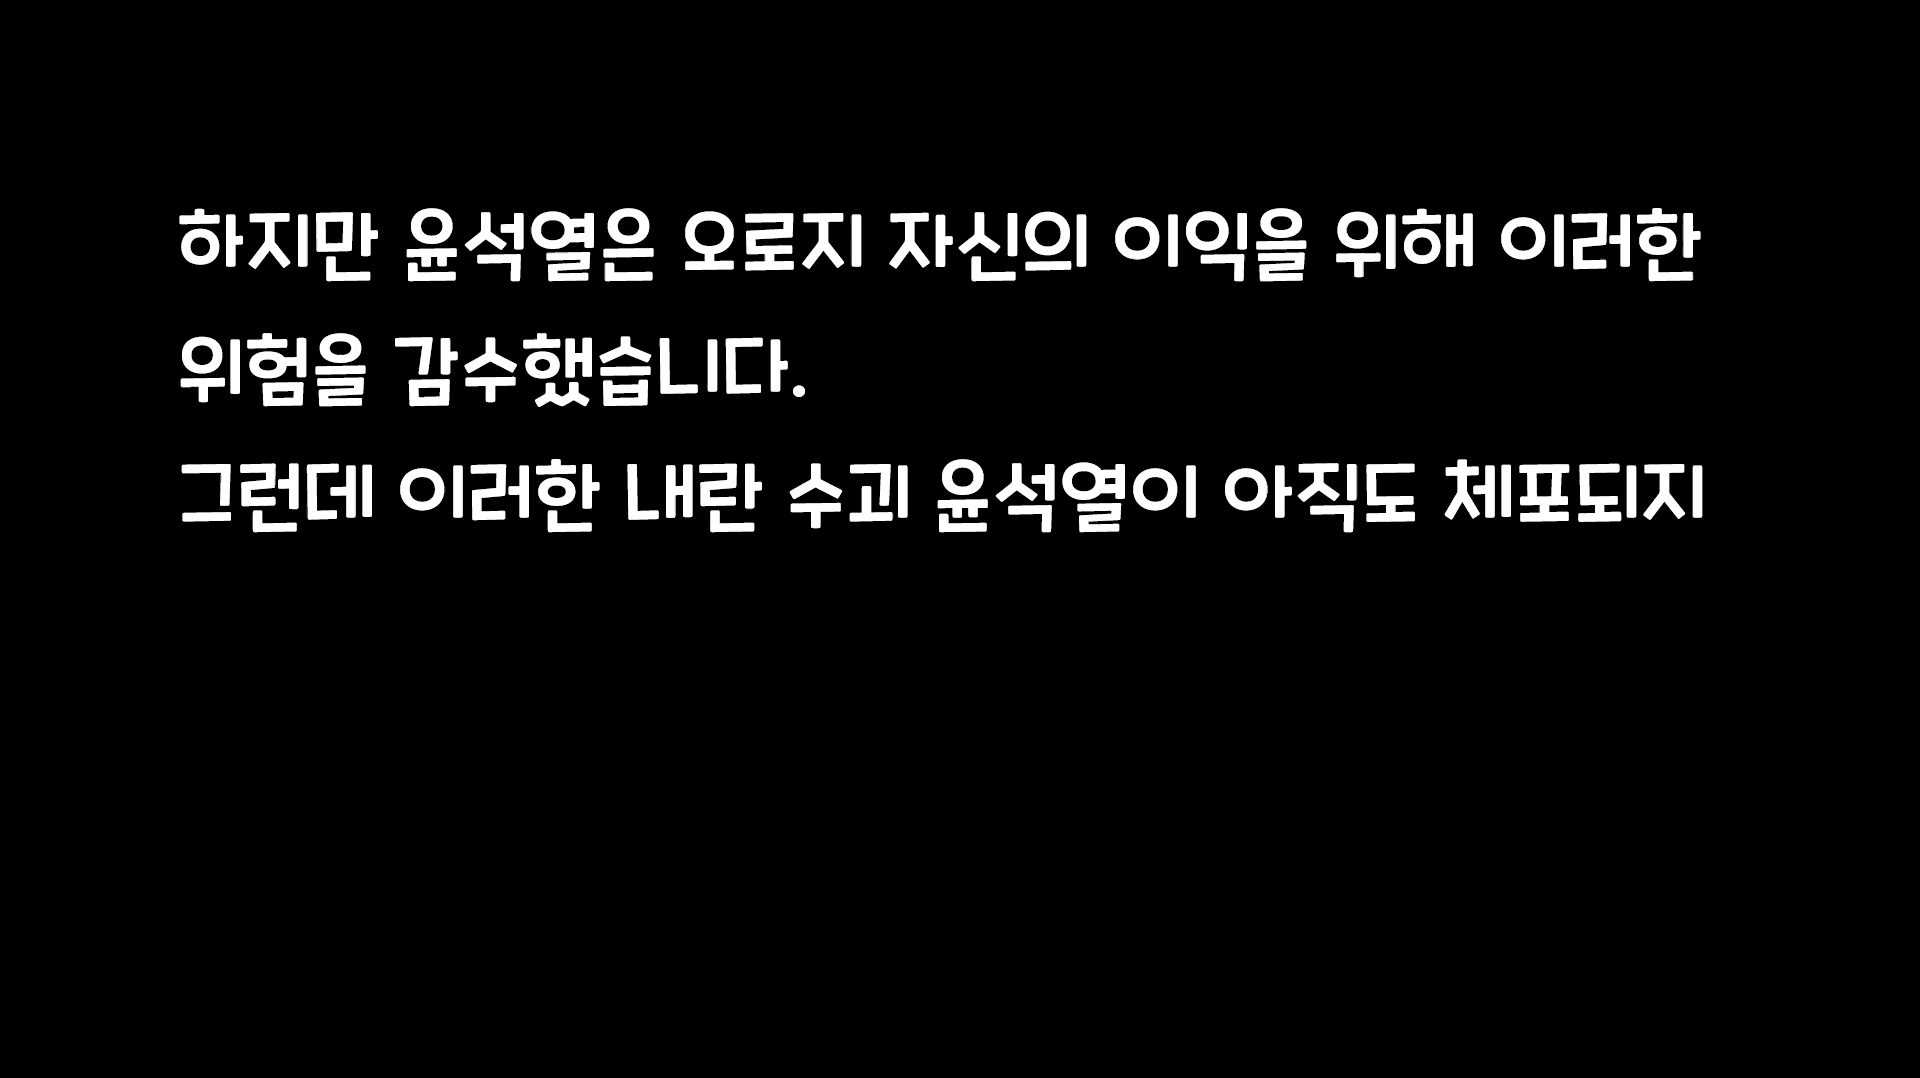 하지만 윤석열은 오로지 자신의 이익을 위해 이러한
위험을 감수했습니다.
그런데 이러한 내란 수괴 윤석열이 아직도 체포되지